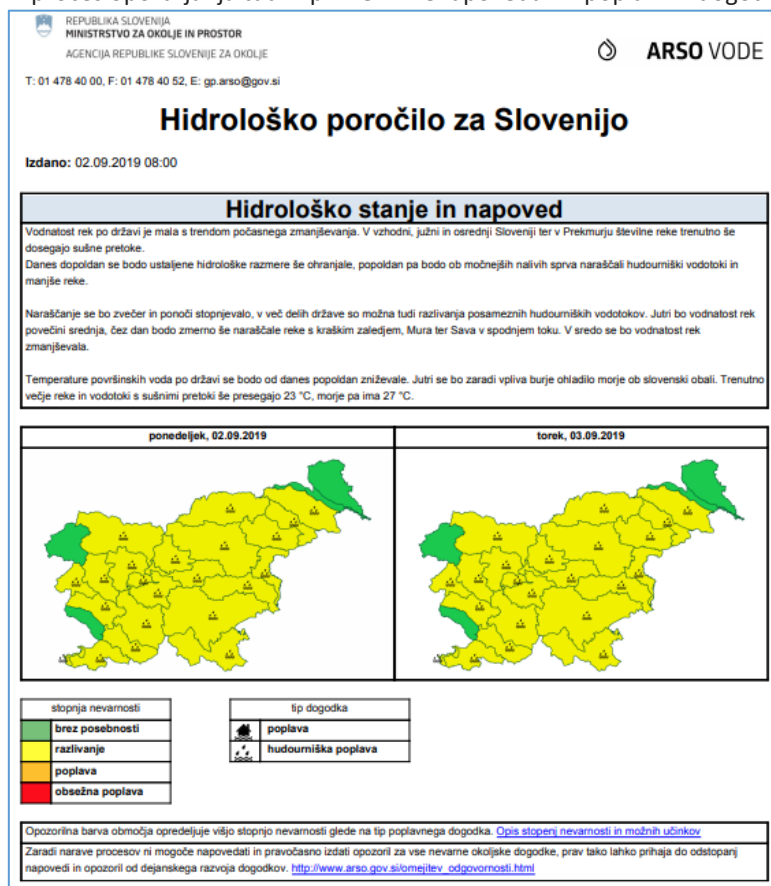 REPUBLIKA SLOVENIJA
MINISTRSTVO ZA OKOLJE IN PROSTOR
AGENCIJA REPUBLIKE SLOVENIJE ZA OKOLJE
ARSO VODE
T: 01 478 40 00, F: 01 478 40 52, E: gp.arso@gov.si
Hidrološko poročilo za Slovenijo
Izdano: 02.09.2019 08:00
Hidrološko stanje in napoved
Vodnatost rek po državi je mala s trendom počasnega zmanjševanja. V vzhodni, južni in osrednji Sloveniji ter v Prekmurju številne reke trenutno še
dosegajo sušne pretoke.
Danes dopoldan se bodo ustaljene hidrološke razmere še ohranjale, popoldan pa bodo ob močnejših nalivih sprva naraščali hudourniški vodotoki in
manjše reke.
Naraščanje se bo zvečer in ponoči stopnjevalo, v več delih države so možna tudi razlivanja posameznih hudourniških vodotokov. Jutri bo vodnatost rek
povečini srednja, čez dan bodo zmerno še naraščale reke s kraškim zaledjem, Mura ter Sava v spodnjem toku. V sredo se bo vodnatost rek
zmanjševala.
Temperature površinskih voda po državi se bodo od danes popoldan zniževale. Jutri se bo zaradi vpliva burje ohladilo morje ob slovenski obali. Trenutno
večje reke in vodotoki s sušnimi pretoki še presegajo 23 °C, morje pa ima 27 °C.
ponedeljek, 02.09.2019
torek, 03.09.2019
stopnja nevarnosti
brez posebnosti
razlivanje
poplava
obsežna poplava
tip dogodka
poplava
hudourniška poplava
Opozorilna barva območja opredeljuje višjo stopnjo nevarnosti glede na tip poplavnega dogodka. Opis stopenj nevarnosti in možnih učinkov
Zaradi narave procesov ni mogoče napovedati in pravočasno izdati opozoril za vse nevarne okoljske dogodke, prav tako lahko prihaja do odstopanj
napovedi in opozoril od dejanskega razvoja dogodkov. http://www.arso.gov.si/omejitev_odgovornosti.html